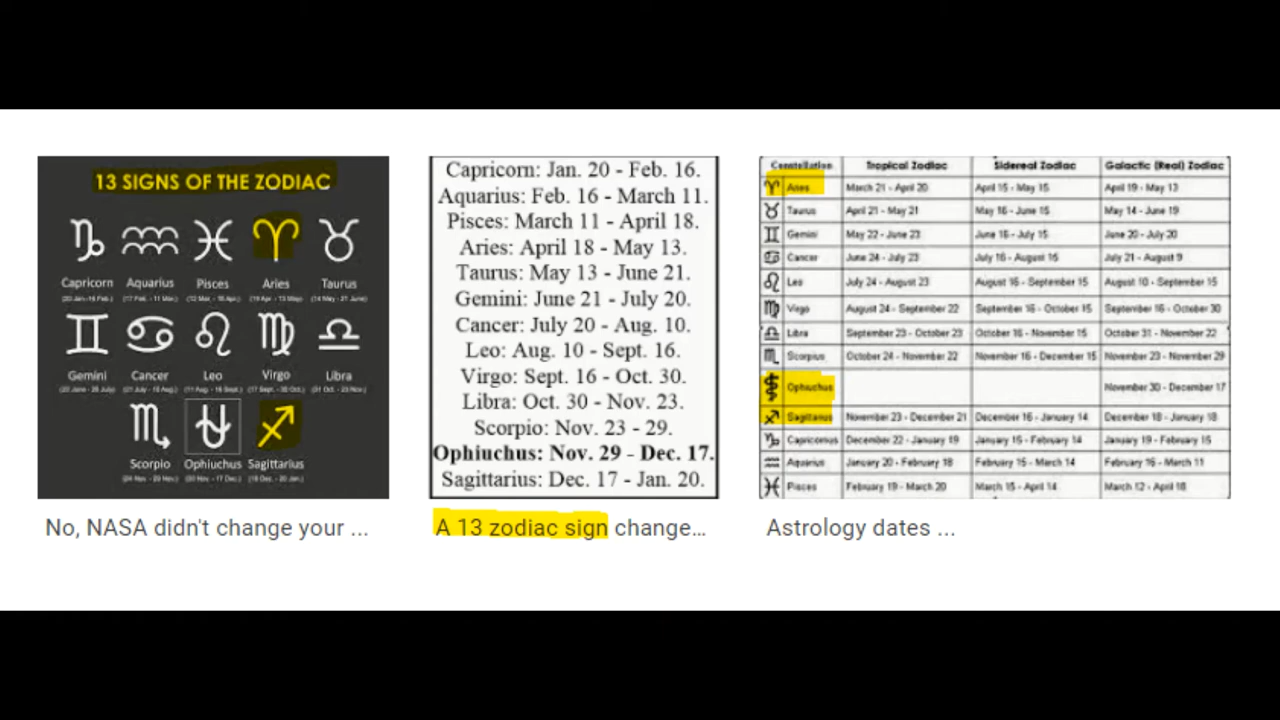 13 SIGNS OF THE ZODIAC
Capricorn Aquarius Pisces Aries Taurus
Gemini Cancer Leo Virgo Libra
Scorpio Ophiuchus Sagittarius
No, NASA didn't change your ...
Capricorn: Jan. 20 - Feb. 16.
Aquarius: Feb. 16 - March 11.
Pisces: March 11 - April 18.
Aries: April 18 - May 13.
Taurus: May 13 - June 21.
Gemini: June 21 - July 20.
Cancer: July 20 - Aug. 10.
Leo: Aug. 10 - Sept. 16.
Virgo: Sept. 16 - Oct. 30.
Libra: Oct. 30 - Nov. 23.
Scorpio: Nov. 23 - 29.
Ophiuchus: Nov. 29 - Dec. 17.
Sagittarius: Dec. 17 - Jan. 20.
A 13 zodiac sign change...
Constellation Tropical Zodiac Sidereal Zodiac Galactic (Real) Zodiac
Aries March 21 - April 20 April 15 - May 15 April 19 - May 13
Taurus April 21 - May 21 May 16 - June 15 May 14 - June 19
Gemini May 22 - June 23 June 16 - July 15 June 20 - July 20
Cancer June 24 - July 23 July 16 - August 16 July 21 - August 9
Leo July 24 - August 23 August 16 - September 15 August 10 - September 15
Virgo August 24 - September 22 September 16 - October 15 September 16 - October 30
Libra September 23 - October 23 October 16 - November 15 October 31 - November 22
Scorpius October 24 - November 22 November 16 - December 15 November 23 - November 29
Ophiuchus November 30 - December 17
Sagittarius November 23 - December 21 December 16 - January 14 December 18 - January 18
Capricornus December 22 - January 19 January 15 - February 14 January 19 - February 15
Aquarius January 20 - February 18 February 15 - March 14 February 16 - March 11
Pisces February 19 - March 20 March 15 - April 14 March 12 - April 18
Astrology dates ...